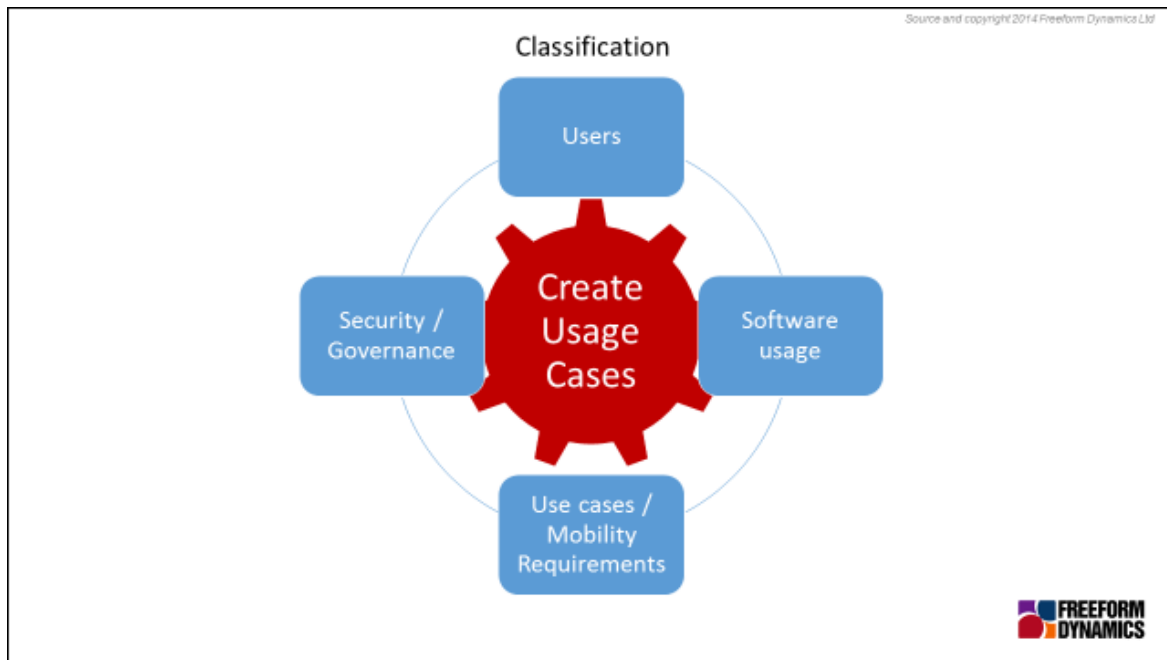 Source and copyright 2014 Freeform Dynamics Ltd
Classification
Users
Security /
Governance
Create
Usage
Cases
Software
usage
Use cases /
Mobility
Requirements
FREEFORM
DYNAMICS